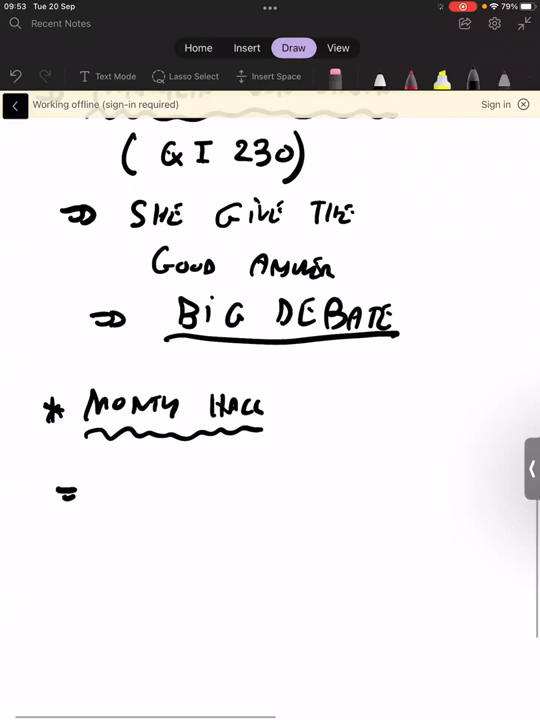 09:53 Tue 20 Sep
79%
Recent Notes
Home Insert Draw View
Text Mode Lasso Select Insert Space
Working offline (sign-in required) Sign in
( QI 230)
⇒ SHE GIVE THE
GOOD ANSWER
⇒ BIG DEBATE
* MONTY HALL
=